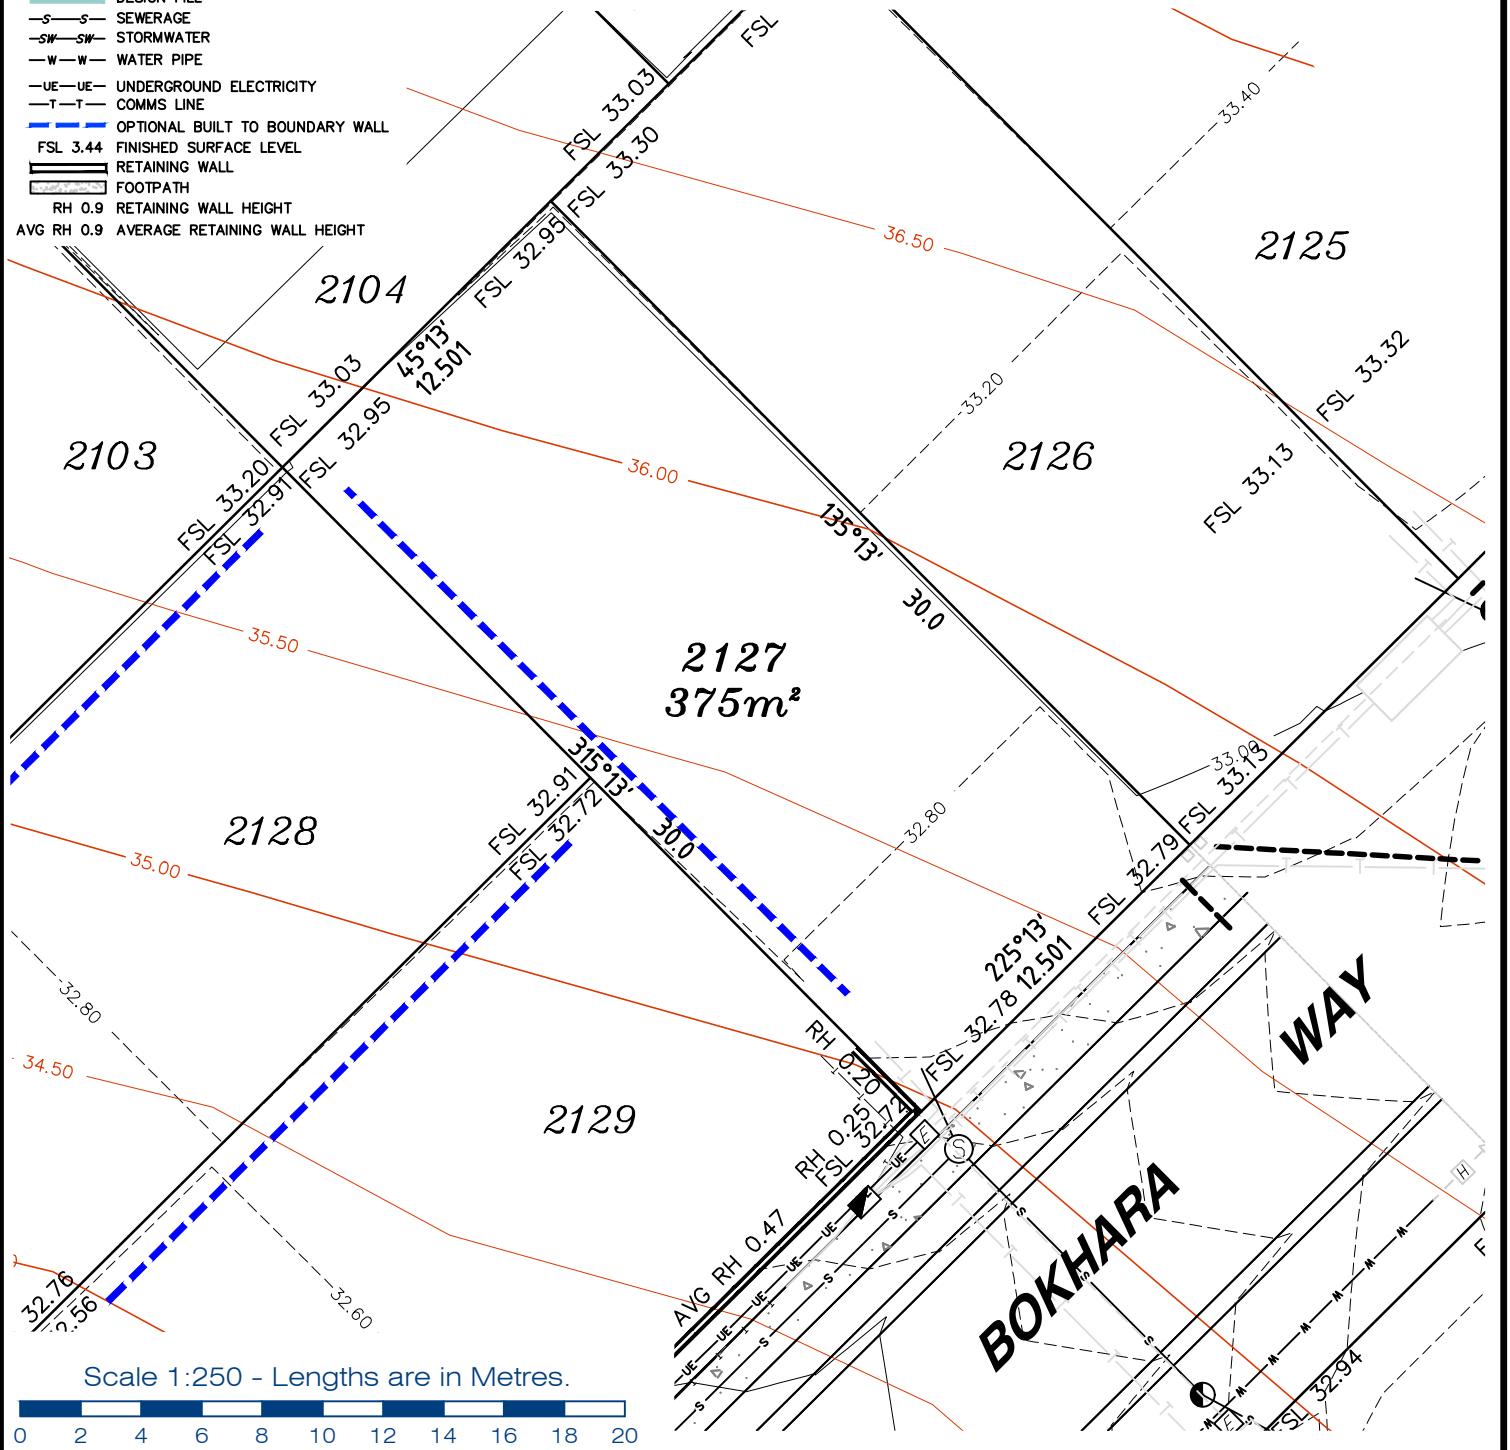 SEWERAGE
STORMWATER
WATER PIPE
UNDERGROUND ELECTRICITY
COMMS LINE
OPTIONAL BUILT TO BOUNDARY WALL
FSL 3.44 FINISHED SURFACE LEVEL
RETAINING WALL
FOOTPATH
RH 0.9 RETAINING WALL HEIGHT
AVG RH 0.9 AVERAGE RETAINING WALL HEIGHT
FSL
FSL 33.03
FSL 33.30
33.40
36.50
2125
2104
FSL 32.95
45°13'
12.501
FSL 33.03
FSL 32.95
33.20
FSL 33.32
2103
2126
36.00
FSL 33.13
FSL 33.20
FSL 32.91
135°13'
30.0
35.50
2127
375m²
315°13'
30.0
33.00
FSL 33.13
FSL 32.91
FSL 32.72
2128
35.00
32.80
FSL 32.79
225°13'
12.501
FSL 32.78
32.80
34.50
RH 0.20
RH 0.25
FSL 32.72
2129
AVG RH 0.47
BOKHARA WAY
32.76
32.60
FSL 32.94
Scale 1:250 - Lengths are in Metres.
0 2 4 6 8 10 12 14 16 18 20